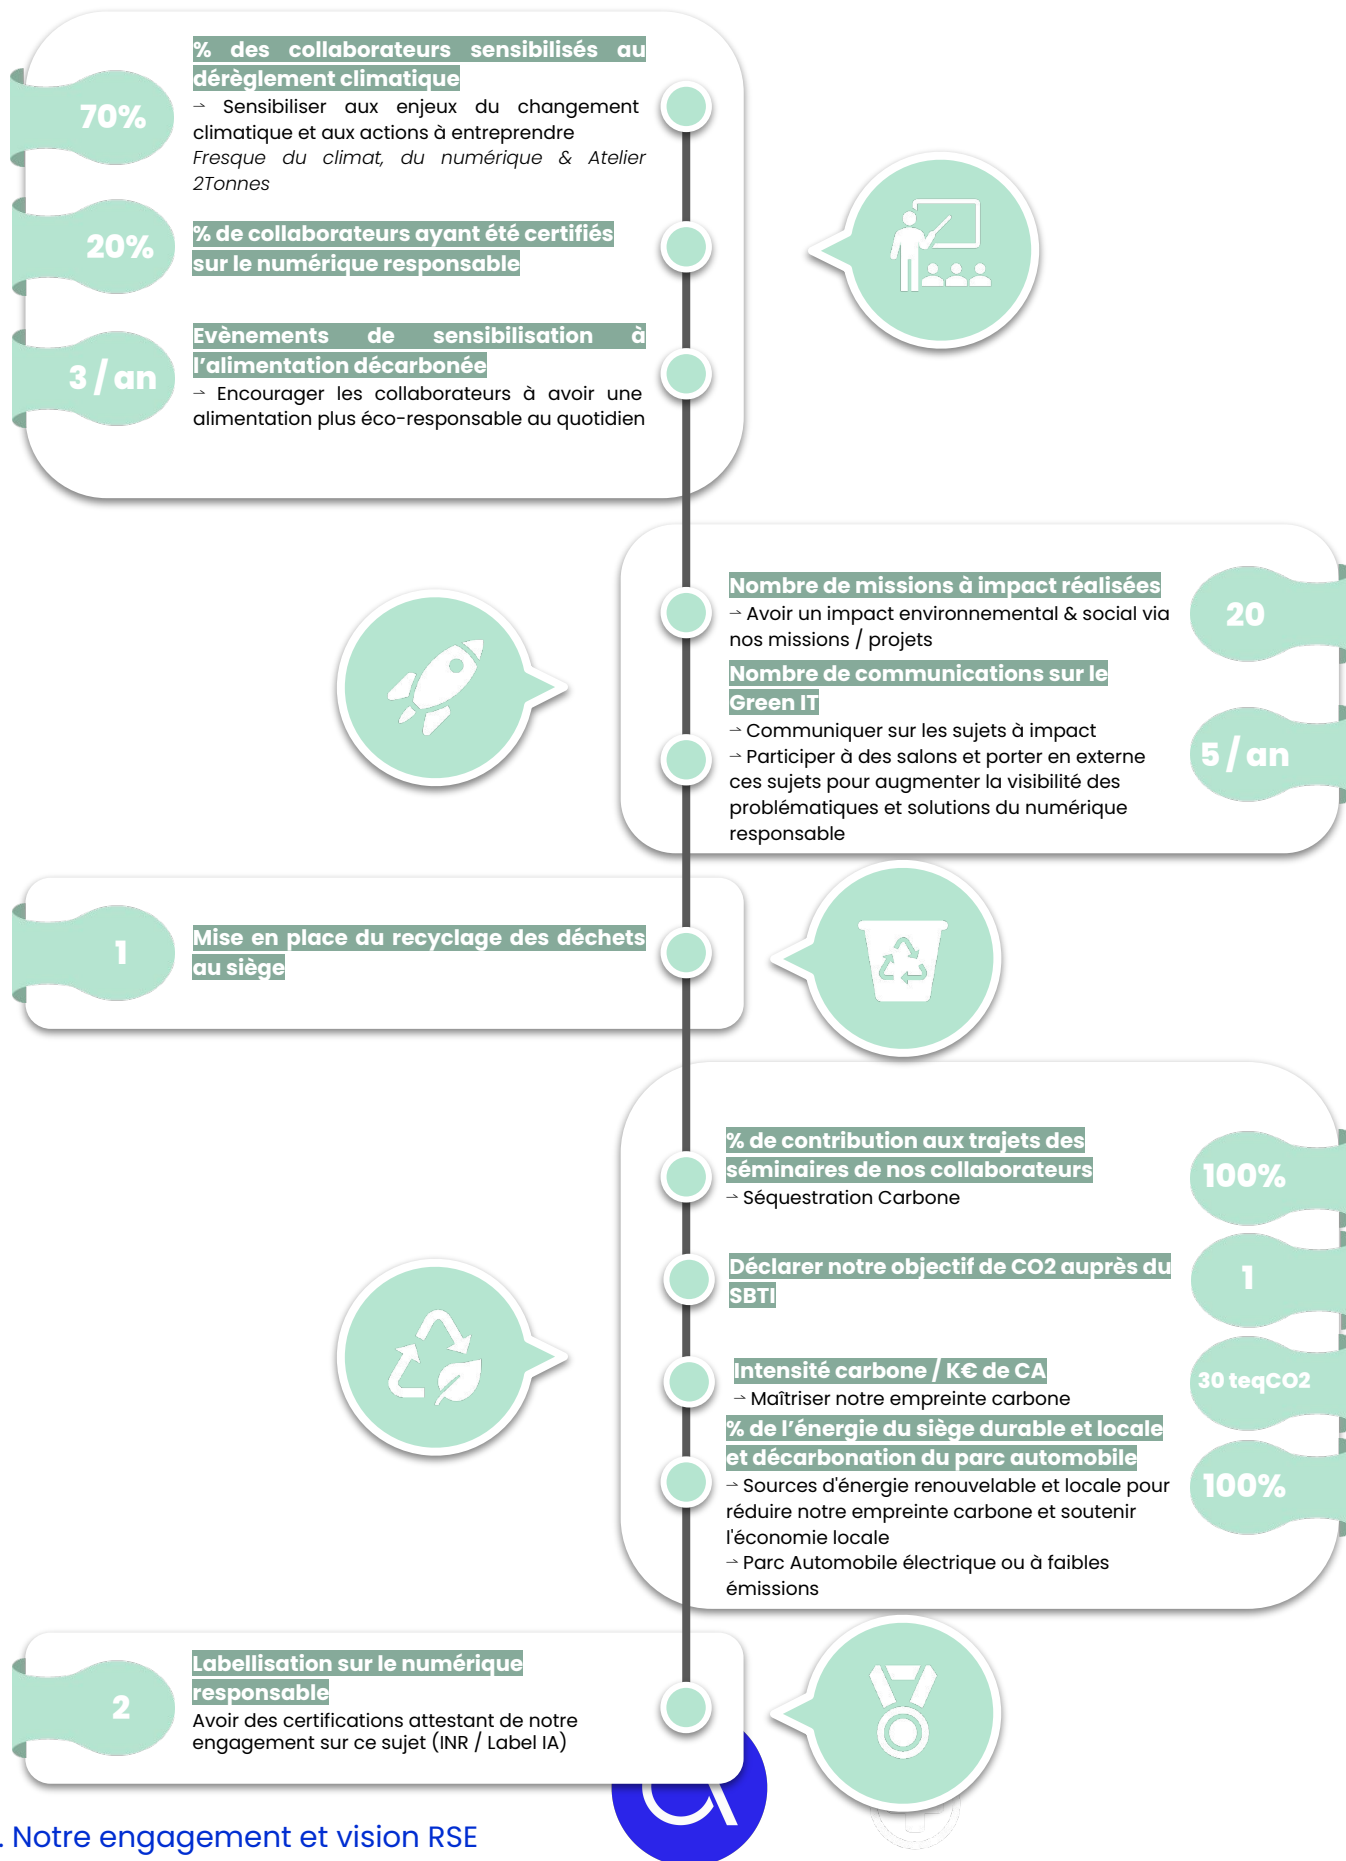 % des collaborateurs sensibilisés au
dérèglement climatique
→ Sensibiliser aux enjeux du changement
climatique et aux actions à entreprendre
Fresque du climat, du numérique & Atelier
2Tonnes
70%
% de collaborateurs ayant été certifiés
sur le numérique responsable
20%
Evènements de sensibilisation à
l’alimentation décarbonée
→ Encourager les collaborateurs à avoir une
alimentation plus éco-responsable au quotidien
3 / an
Nombre de missions à impact réalisées
→ Avoir un impact environnemental & social via
nos missions / projets
20
Nombre de communications sur le
Green IT
→ Communiquer sur les sujets à impact
→ Participer à des salons et porter en externe
ces sujets pour augmenter la visibilité des
problématiques et solutions du numérique
responsable
5 / an
Mise en place du recyclage des déchets
au siège
1
% de contribution aux trajets des
séminaires de nos collaborateurs
→ Séquestration Carbone
100%
Déclarer notre objectif de CO2 auprès du
SBTI
1
Intensité carbone / K€ de CA
→ Maîtriser notre empreinte carbone
30 teqCO2
% de l’énergie du siège durable et locale
et décarbonation du parc automobile
→ Sources d'énergie renouvelable et locale pour
réduire notre empreinte carbone et soutenir
l'économie locale
→ Parc Automobile électrique ou à faibles
émissions
100%
Labellisation sur le numérique
responsable
Avoir des certifications attestant de notre
engagement sur ce sujet (INR / Label IA)
2
. Notre engagement et vision RSE